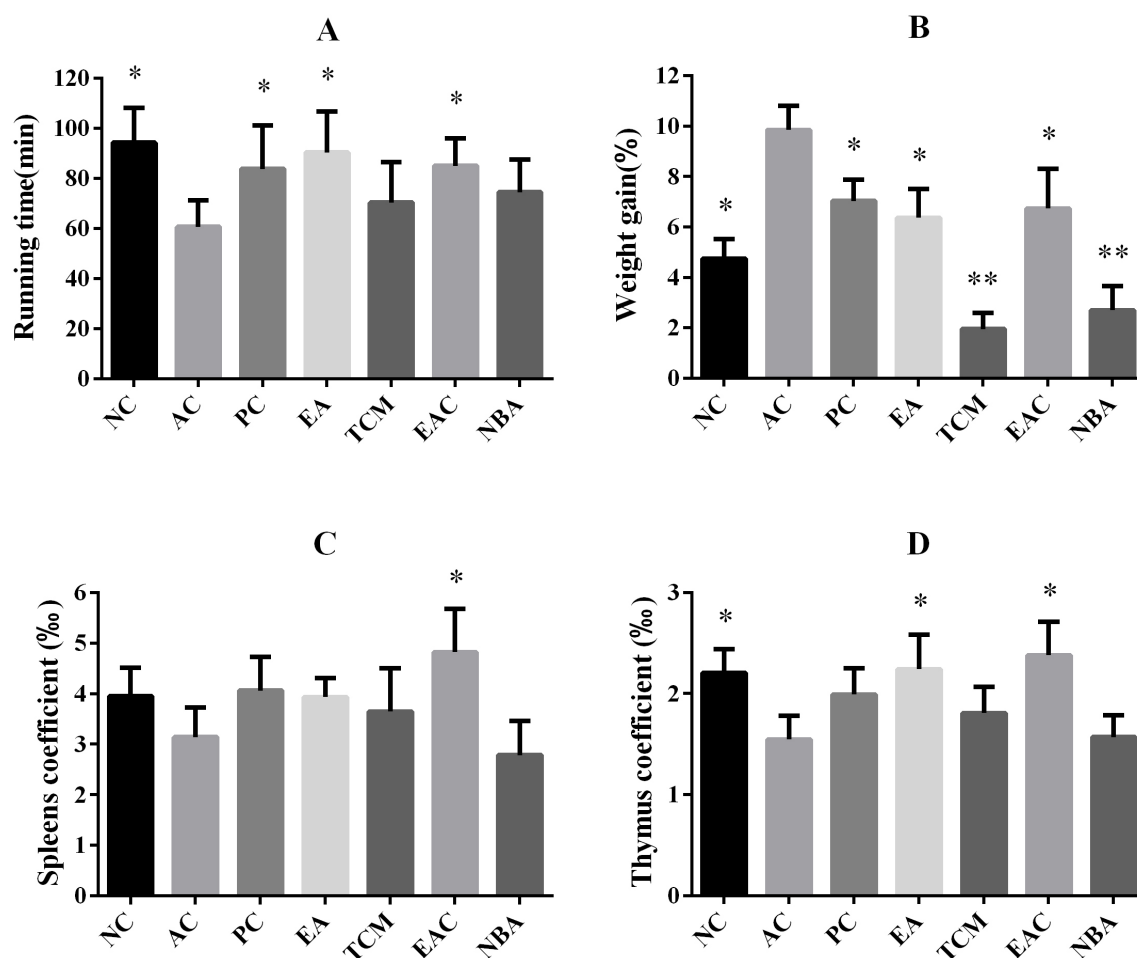 A
Running time(min)
120
100
80
60
40
20
0
* * * *
NC AC PC EA TCM EAC NBA
B
Weight gain(%)
12
10
8
6
4
2
0
* * * ** * **
NC AC PC EA TCM EAC NBA
C
Spleens coefficient (‰)
6
5
4
3
2
1
0
*
NC AC PC EA TCM EAC NBA
D
Thymus coefficient (‰)
3
2
1
0
* * *
NC AC PC EA TCM EAC NBA